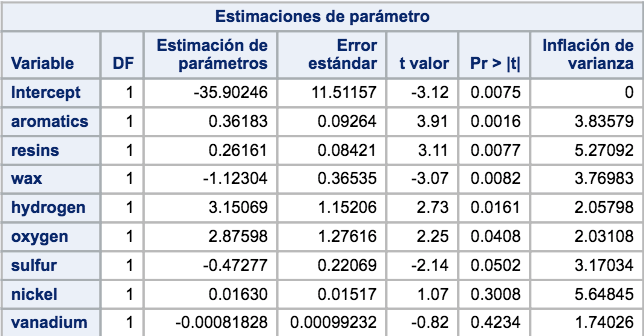 Estimaciones de parámetro
Variable DF Estimación de parámetros Error estándar t valor Pr > |t| Inflación de varianza
Intercept 1 -35.90246 11.51157 -3.12 0.0075 0
aromatics 1 0.36183 0.09264 3.91 0.0016 3.83579
resins 1 0.26161 0.08421 3.11 0.0077 5.27092
wax 1 -1.12304 0.36535 -3.07 0.0082 3.76983
hydrogen 1 3.15069 1.15206 2.73 0.0161 2.05798
oxygen 1 2.87598 1.27616 2.25 0.0408 2.03108
sulfur 1 -0.47277 0.22069 -2.14 0.0502 3.17034
nickel 1 0.01630 0.01517 1.07 0.3008 5.64845
vanadium 1 -0.00081828 0.00099232 -0.82 0.4234 1.74026